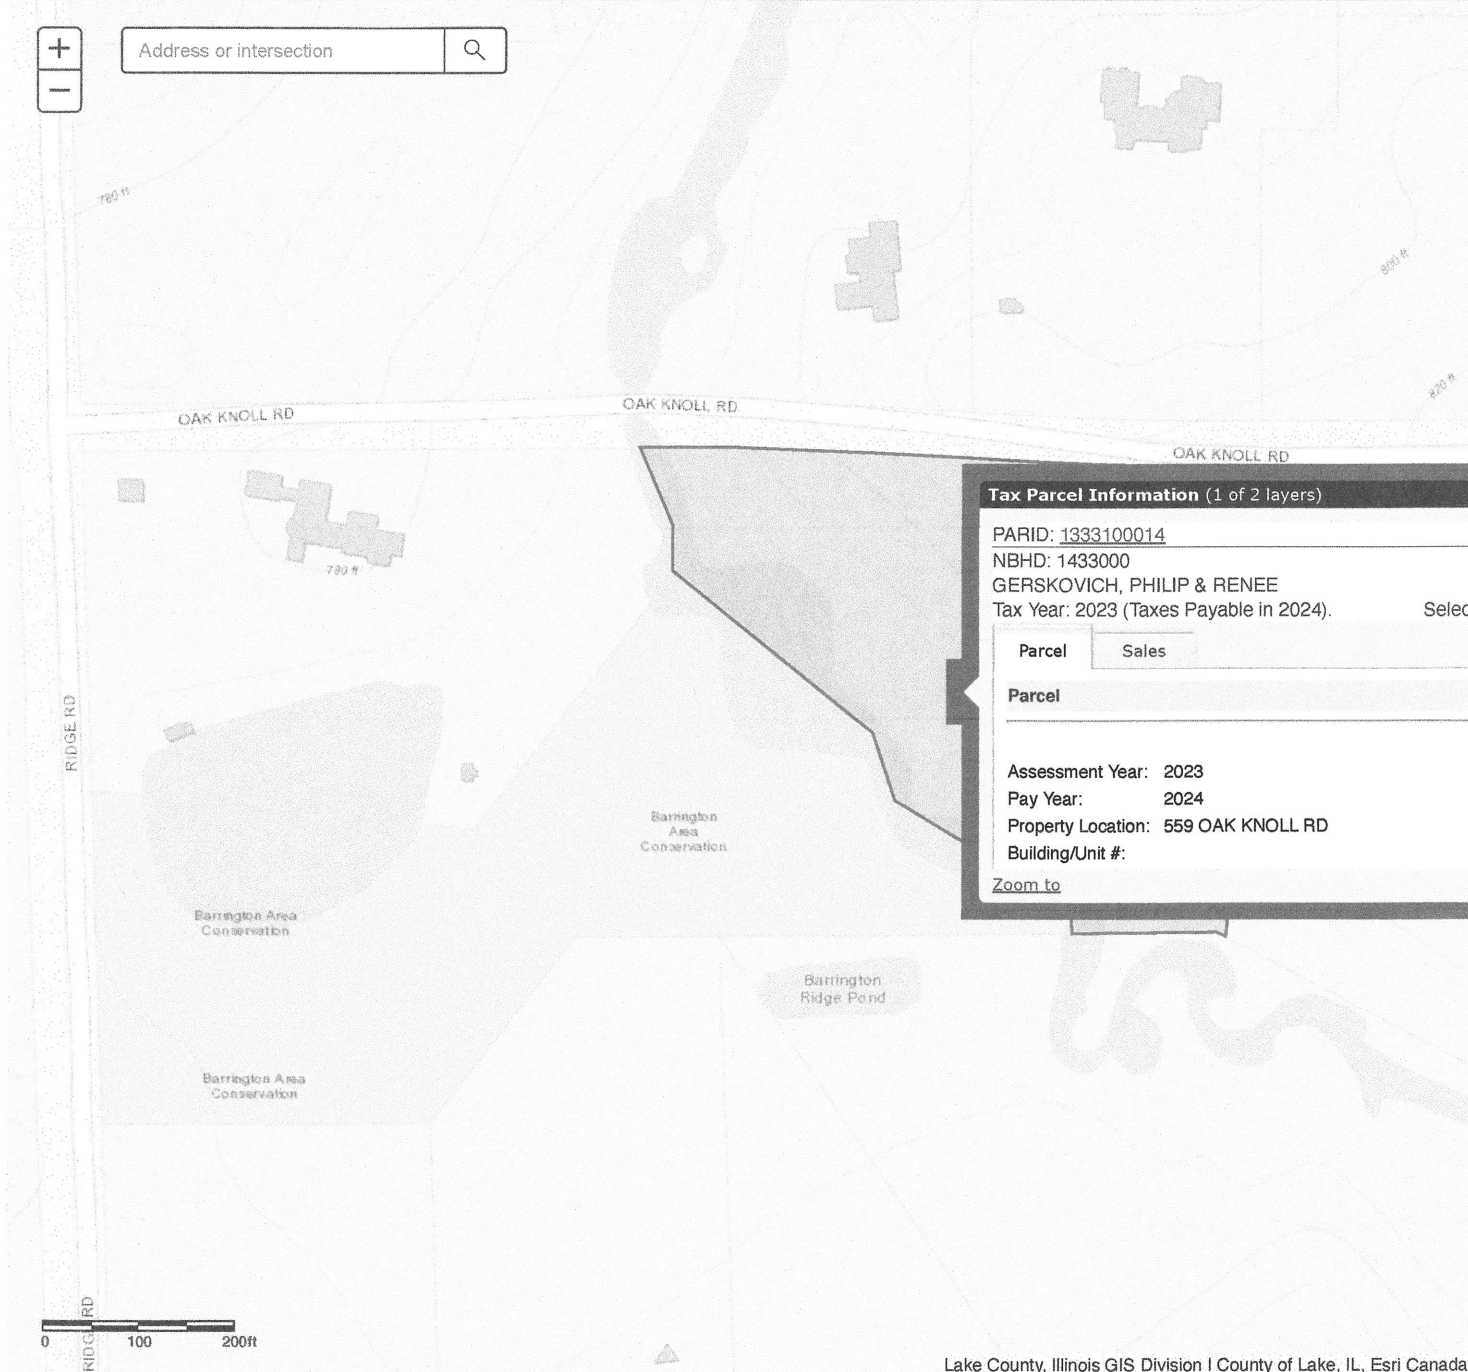 +
Address or intersection
−
780 ft
800 ft
820 ft
OAK KNOLL RD
OAK KNOLL RD
OAK KNOLL RD
Tax Parcel Information (1 of 2 layers)
PARID: 1333100014
NBHD: 1433000
GERSKOVICH, PHILIP & RENEE
Tax Year: 2023 (Taxes Payable in 2024). Selec
Parcel Sales
Parcel
Assessment Year: 2023
Pay Year: 2024
Property Location: 559 OAK KNOLL RD
Building/Unit #:
Zoom to
780 ft
RIDGE RD
Barrington
Area
Conservation
Barrington Area
Conservation
Barrington
Ridge Pond
Barrington Area
Conservation
RIDGE RD
0 100 200ft
Lake County, Illinois GIS Division | County of Lake, IL, Esri Canada